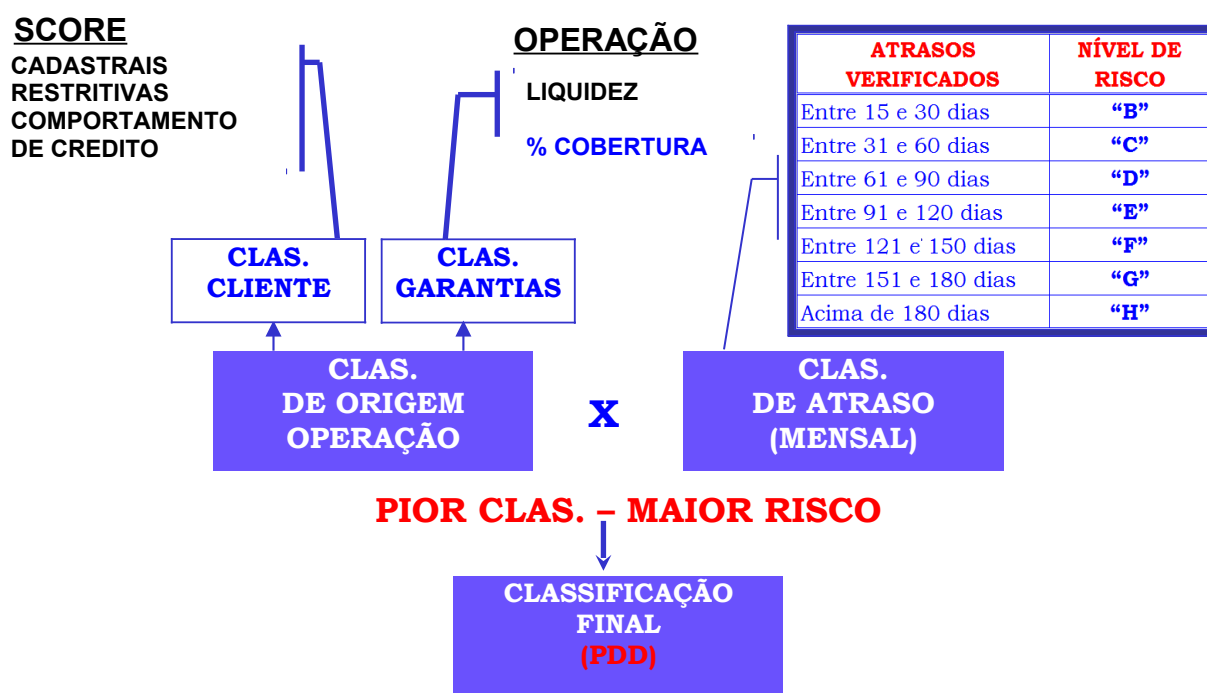 SCORE
CADASTRAIS
RESTRITIVAS
COMPORTAMENTO
DE CREDITO
OPERAÇÃO
LIQUIDEZ
% COBERTURA
ATRASOS VERIFICADOS NÍVEL DE RISCO
Entre 15 e 30 dias “B”
Entre 31 e 60 dias “C”
Entre 61 e 90 dias “D”
Entre 91 e 120 dias “E”
Entre 121 e 150 dias “F”
Entre 151 e 180 dias “G”
Acima de 180 dias “H”
CLAS.
CLIENTE
CLAS.
GARANTIAS
CLAS.
DE ORIGEM
OPERAÇÃO
X
CLAS.
DE ATRASO
(MENSAL)
PIOR CLAS. – MAIOR RISCO
CLASSIFICAÇÃO
FINAL
(PDD)